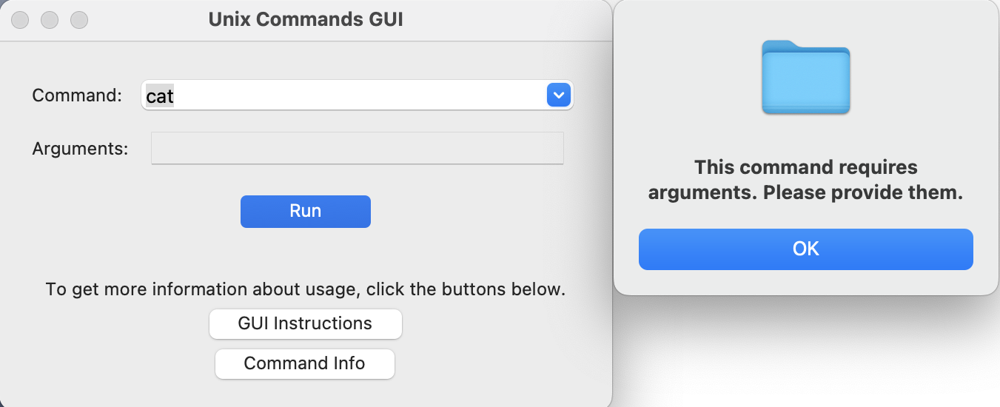 Unix Commands GUI
Command:
cat
Arguments:
Run
To get more information about usage, click the buttons below.
GUI Instructions
Command Info
This command requires
arguments. Please provide them.
OK